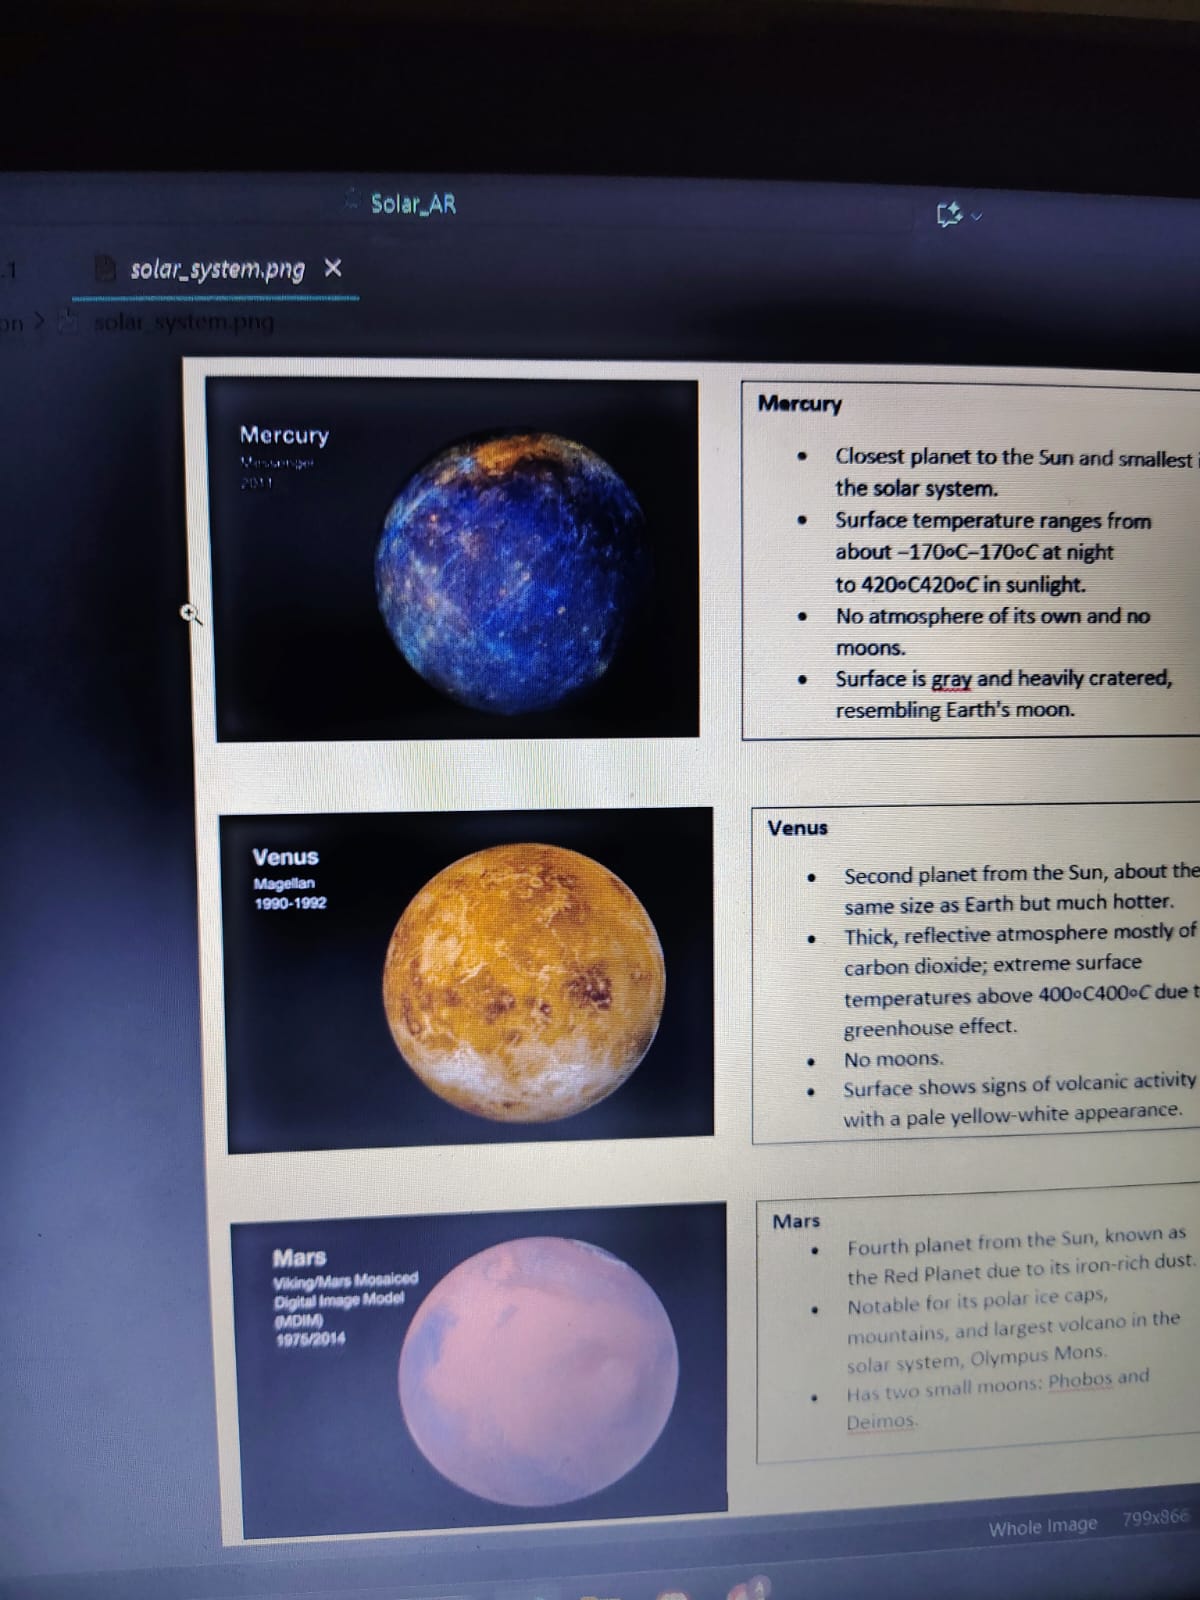 Solar_AR
.1
solar_system.png
on > solar_system.png
Mercury
Messenger
2011
Mercury
• Closest planet to the Sun and smallest
the solar system.
• Surface temperature ranges from
about −170∘C−170∘C at night
to 420∘C420∘C in sunlight.
• No atmosphere of its own and no
moons.
• Surface is gray and heavily cratered,
resembling Earth's moon.
Venus
Magellan
1990-1992
Venus
• Second planet from the Sun, about the
same size as Earth but much hotter.
• Thick, reflective atmosphere mostly of
carbon dioxide; extreme surface
temperatures above 400∘C400∘C due t
greenhouse effect.
• No moons.
• Surface shows signs of volcanic activity
with a pale yellow-white appearance.
Mars
Viking/Mars Mosaiced
Digital Image Model
(MDIM)
1975/2014
Mars
• Fourth planet from the Sun, known as
the Red Planet due to its iron-rich dust.
• Notable for its polar ice caps,
mountains, and largest volcano in the
solar system, Olympus Mons.
• Has two small moons: Phobos and
Deimos.
Whole Image 799x866